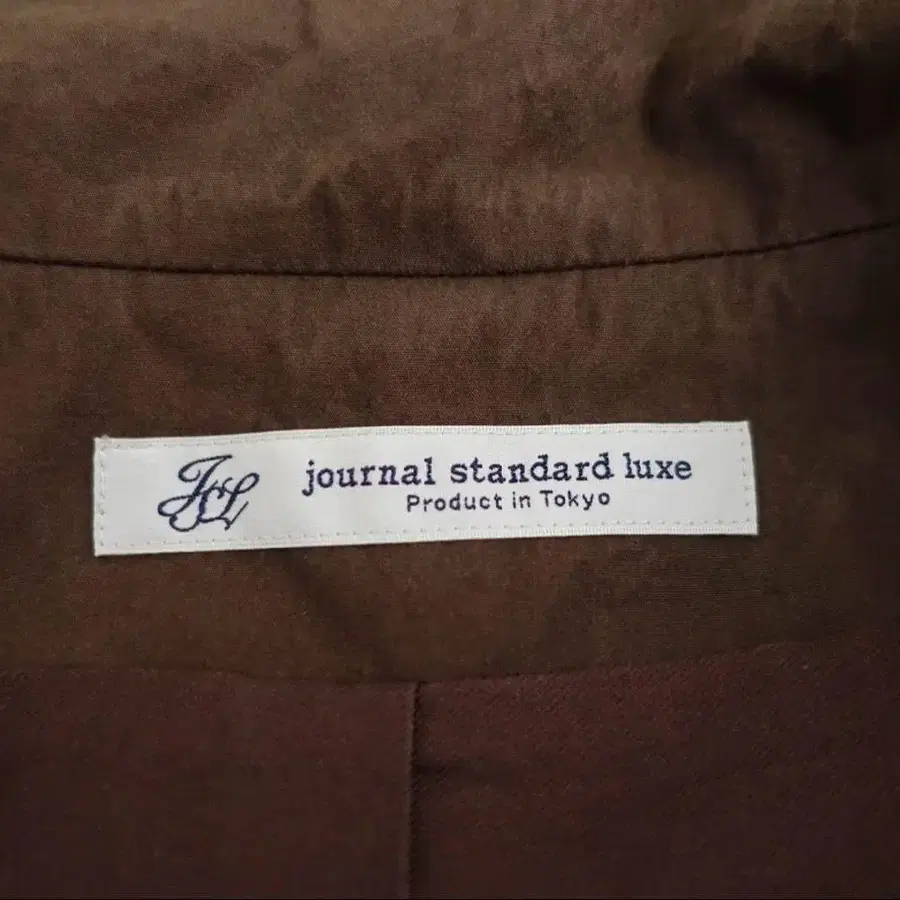 JSL
journal standard luxe
Product in Tokyo